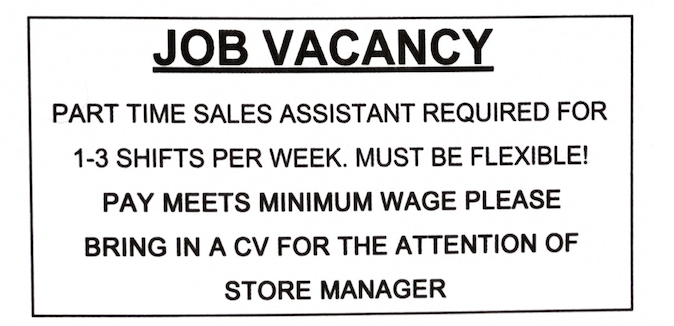 JOB VACANCY
PART TIME SALES ASSISTANT REQUIRED FOR
1-3 SHIFTS PER WEEK. MUST BE FLEXIBLE!
PAY MEETS MINIMUM WAGE PLEASE
BRING IN A CV FOR THE ATTENTION OF
STORE MANAGER